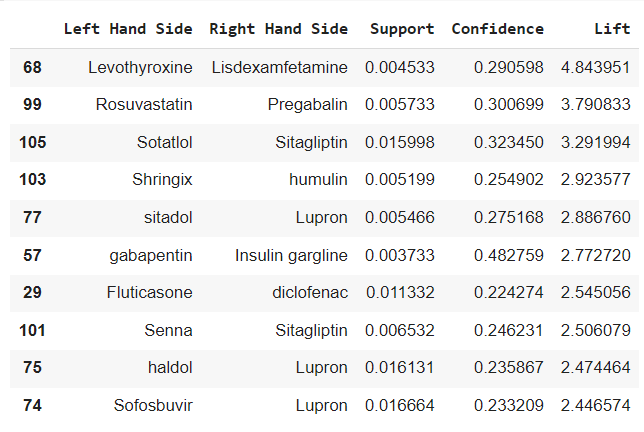 Left Hand Side Right Hand Side Support Confidence Lift
68 Levothyroxine Lisdexamfetamine 0.004533 0.290598 4.843951
99 Rosuvastatin Pregabalin 0.005733 0.300699 3.790833
105 Sotatlol Sitagliptin 0.015998 0.323450 3.291994
103 Shringix humulin 0.005199 0.254902 2.923577
77 sitadol Lupron 0.005466 0.275168 2.886760
57 gabapentin Insulin gargline 0.003733 0.482759 2.772720
29 Fluticasone diclofenac 0.011332 0.224274 2.545056
101 Senna Sitagliptin 0.006532 0.246231 2.506079
75 haldol Lupron 0.016131 0.235867 2.474464
74 Sofosbuvir Lupron 0.016664 0.233209 2.446574